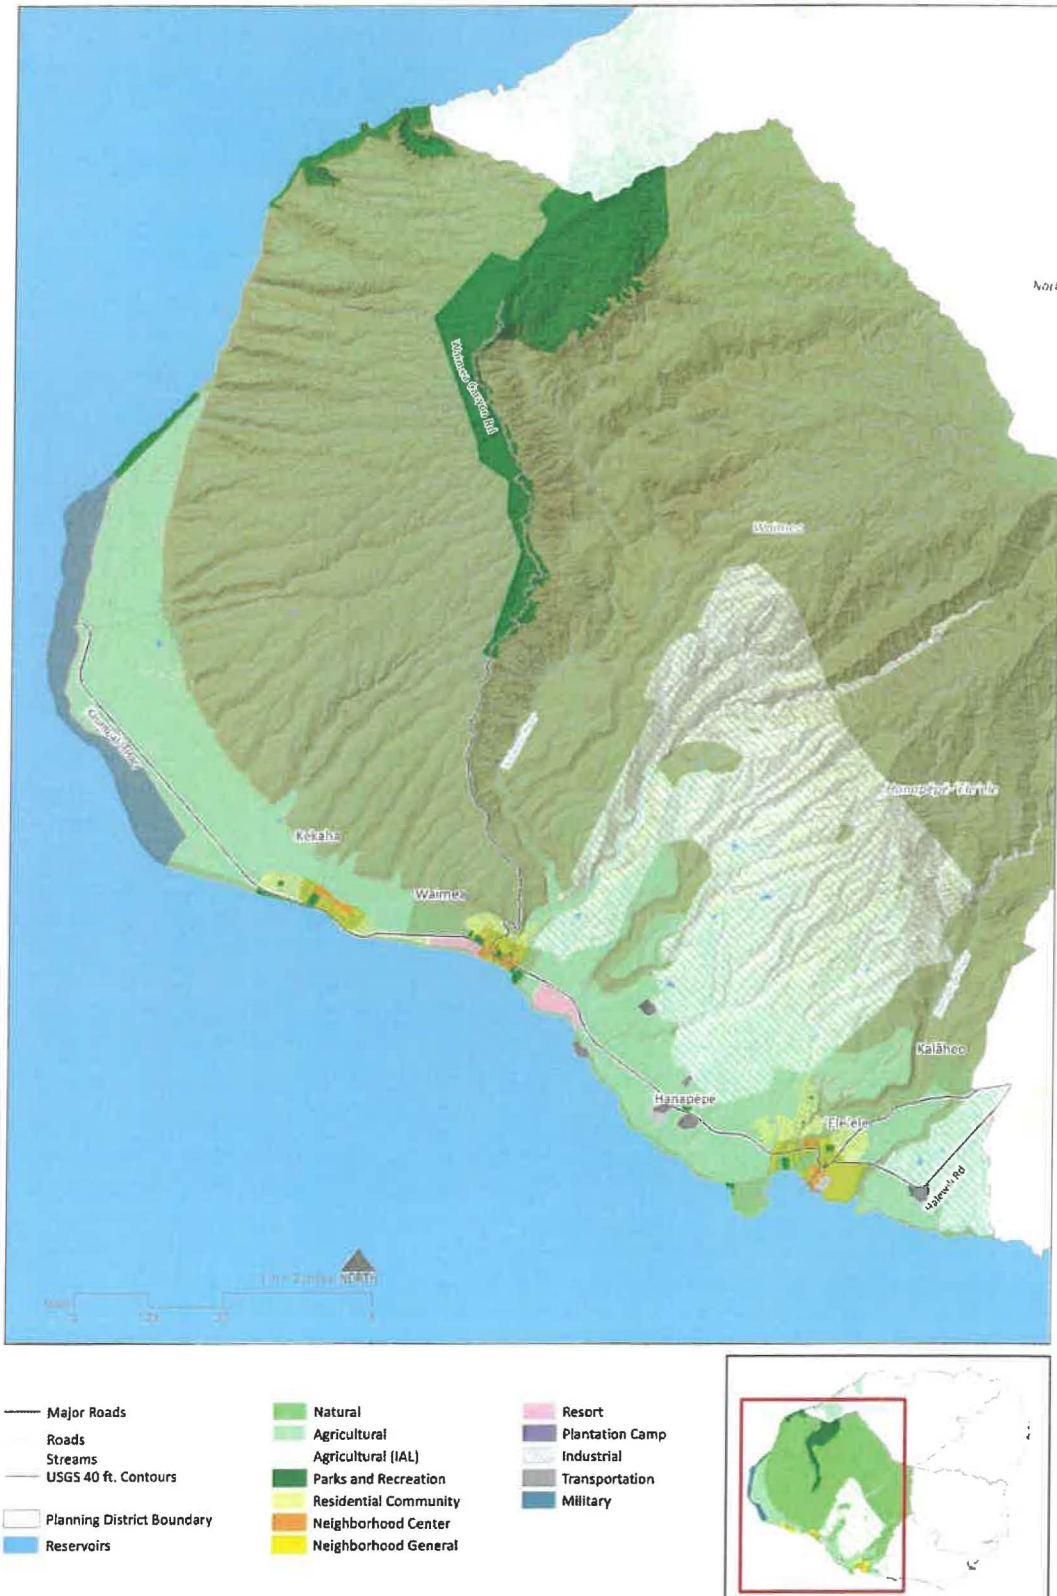 Waimea Canyon Rd
Waimea
Kekaha
Waimea
Hanapēpē-'Ele'ele
Kalāheo
Hanapēpē
'Ele'ele
Halewili Rd
NORTH
Major Roads
Roads
Streams
USGS 40 ft. Contours
Planning District Boundary
Reservoirs
Natural
Agricultural
Agricultural (IAL)
Parks and Recreation
Residential Community
Neighborhood Center
Neighborhood General
Resort
Plantation Camp
Industrial
Transportation
Military